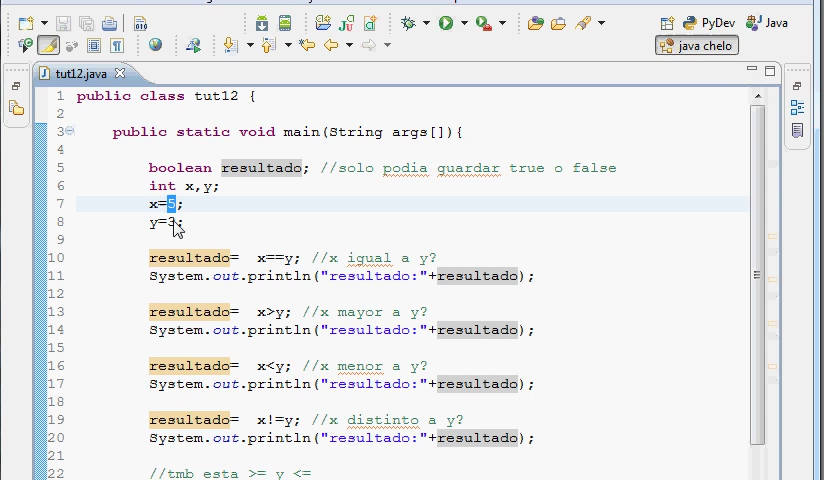 PyDev
Java
java chelo
tut12.java
1 public class tut12 {
2
3 public static void main(String args[]){
4
5 boolean resultado; //solo podia guardar true o false
6 int x,y;
7 x=5;
8 y=3;
9
10 resultado= x==y; //x igual a y?
11 System.out.println("resultado:"+resultado);
12
13 resultado= x>y; //x mayor a y?
14 System.out.println("resultado:"+resultado);
15
16 resultado= x<y; //x menor a y?
17 System.out.println("resultado:"+resultado);
18
19 resultado= x!=y; //x distinto a y?
20 System.out.println("resultado:"+resultado);
21
22 //tmb esta >= y <=